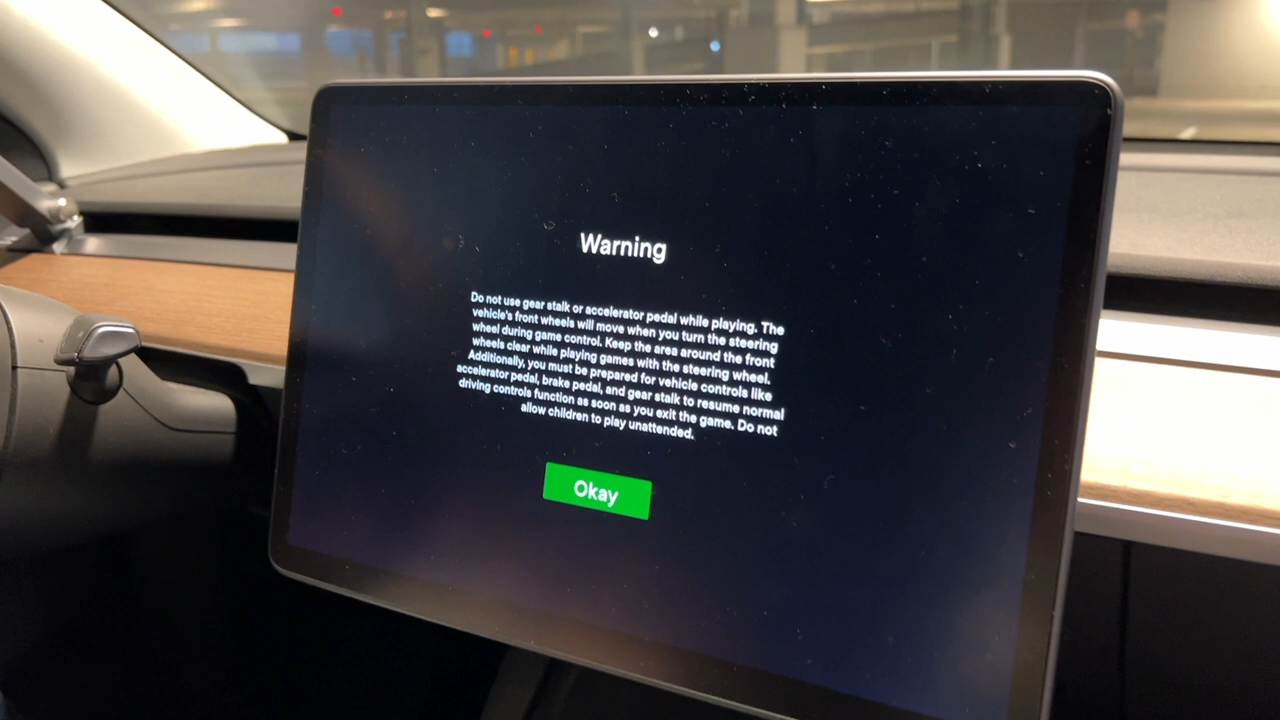 Warning
Do not use gear stalk or accelerator pedal while playing. The
vehicle's front wheels will move when you turn the steering
wheel during game control. Keep the area around the front
wheels clear while playing games with the steering wheel.
Additionally, you must be prepared for vehicle controls like
accelerator pedal, brake pedal, and gear stalk to resume normal
driving controls function as soon as you exit the game. Do not
allow children to play unattended.
Okay